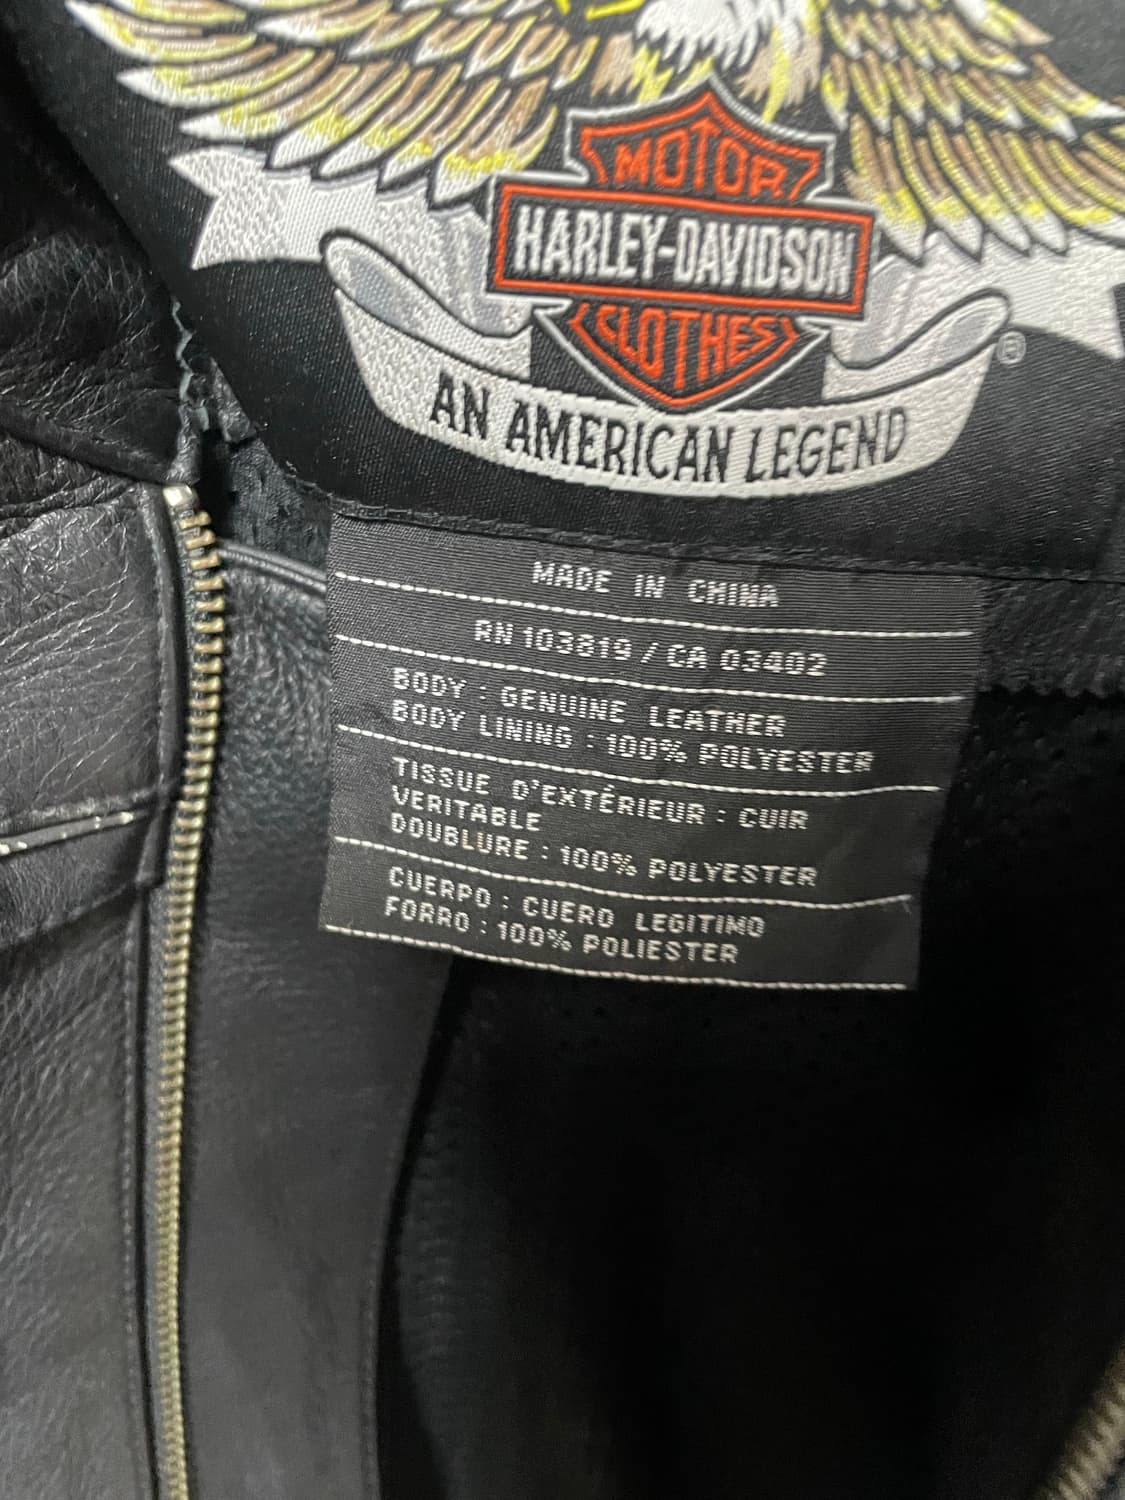 MOTOR
HARLEY-DAVIDSON
CLOTHES
®
AN AMERICAN LEGEND
MADE IN CHINA
RN 103819 / CA 03402
BODY : GENUINE LEATHER
BODY LINING : 100% POLYESTER
TISSUE D'EXTÉRIEUR : CUIR
VERITABLE
DOUBLURE : 100% POLYESTER
CUERPO : CUERO LEGITIMO
FORRO : 100% POLIESTER